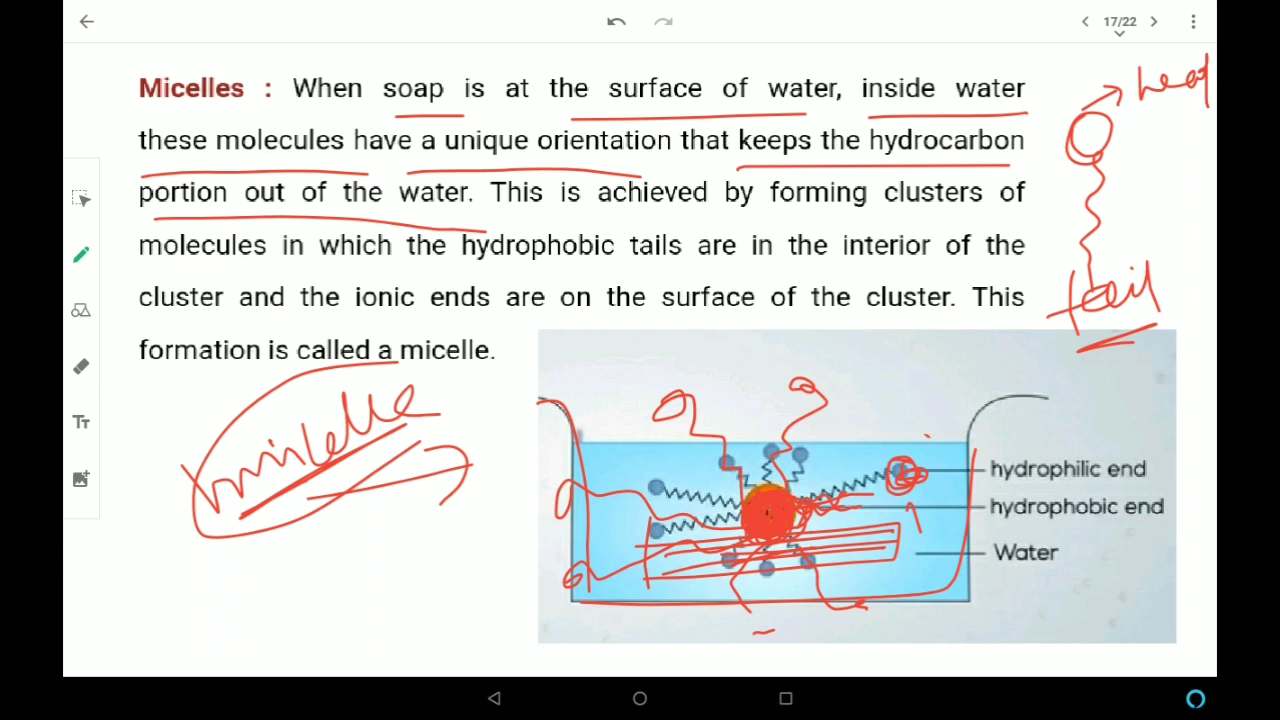 17/22
Micelles : When soap is at the surface of water, inside water
these molecules have a unique orientation that keeps the hydrocarbon
portion out of the water. This is achieved by forming clusters of
molecules in which the hydrophobic tails are in the interior of the
cluster and the ionic ends are on the surface of the cluster. This
formation is called a micelle.
head
tail
micelle
hydrophilic end
hydrophobic end
Water
Tт